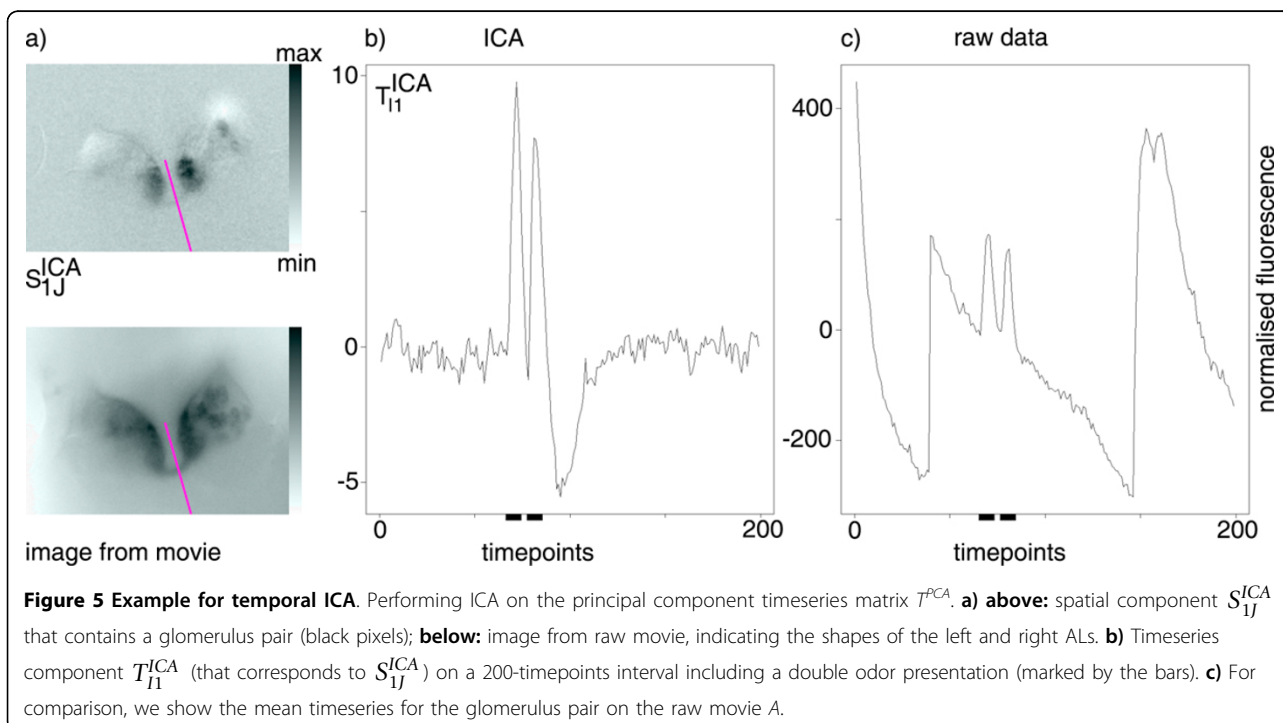 a)
max
min
S_{1J}^{ICA}
image from movie
b) ICA
T_{I1}^{ICA}
10
0
-5
0 200
timepoints
c) raw data
400
0
-200
0 200
timepoints
normalised fluorescence
Figure 5 Example for temporal ICA. Performing ICA on the principal component timeseries matrix T^{PCA}. a) above: spatial component S_{1J}^{ICA}
that contains a glomerulus pair (black pixels); below: image from raw movie, indicating the shapes of the left and right ALs. b) Timeseries
component T_{I1}^{ICA} (that corresponds to S_{1J}^{ICA}) on a 200-timepoints interval including a double odor presentation (marked by the bars). c) For
comparison, we show the mean timeseries for the glomerulus pair on the raw movie A.